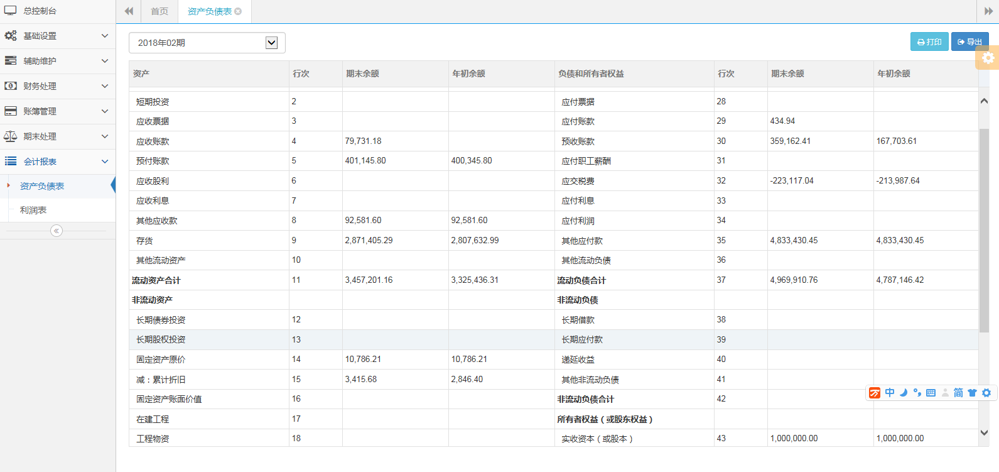 总控制台
基础设置
辅助维护
财务处理
账簿管理
期末处理
会计报表
资产负债表
利润表
首页
资产负债表
2018年02期
打印
导出
资产 行次 期末余额 年初余额 负债和所有者权益 行次 期末余额 年初余额
短期投资 2 应付票据 28
应收票据 3 应付账款 29 434.94
应收账款 4 79,731.18 预收账款 30 359,162.41 167,703.61
预付账款 5 401,145.80 400,345.80 应付职工薪酬 31
应收股利 6 应交税费 32 -223,117.04 -213,987.64
应收利息 7 应付利息 33
其他应收款 8 92,581.60 92,581.60 应付利润 34
存货 9 2,871,405.29 2,807,632.99 其他应付款 35 4,833,430.45 4,833,430.45
其他流动资产 10 其他流动负债 36
流动资产合计 11 3,457,201.16 3,325,436.31 流动负债合计 37 4,969,910.76 4,787,146.42
非流动资产 非流动负债
长期债券投资 12 长期借款 38
长期股权投资 13 长期应付款 39
固定资产原价 14 10,786.21 10,786.21 递延收益 40
减：累计折旧 15 3,415.68 2,846.40 其他非流动负债 41
固定资产账面价值 16 非流动负债合计 42
在建工程 17 所有者权益（或股东权益）
工程物资 18 实收资本（或股本） 43 1,000,000.00 1,000,000.00
中 简